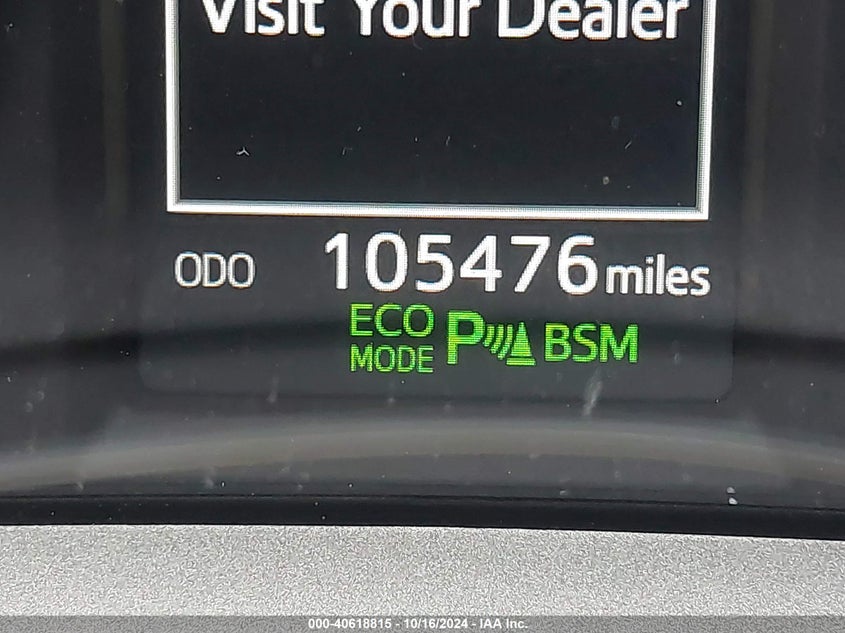 Visit Your Dealer
ODO 105476 miles
ECO MODE P BSM
000-40618815 - 10/16/2024 - IAA Inc.